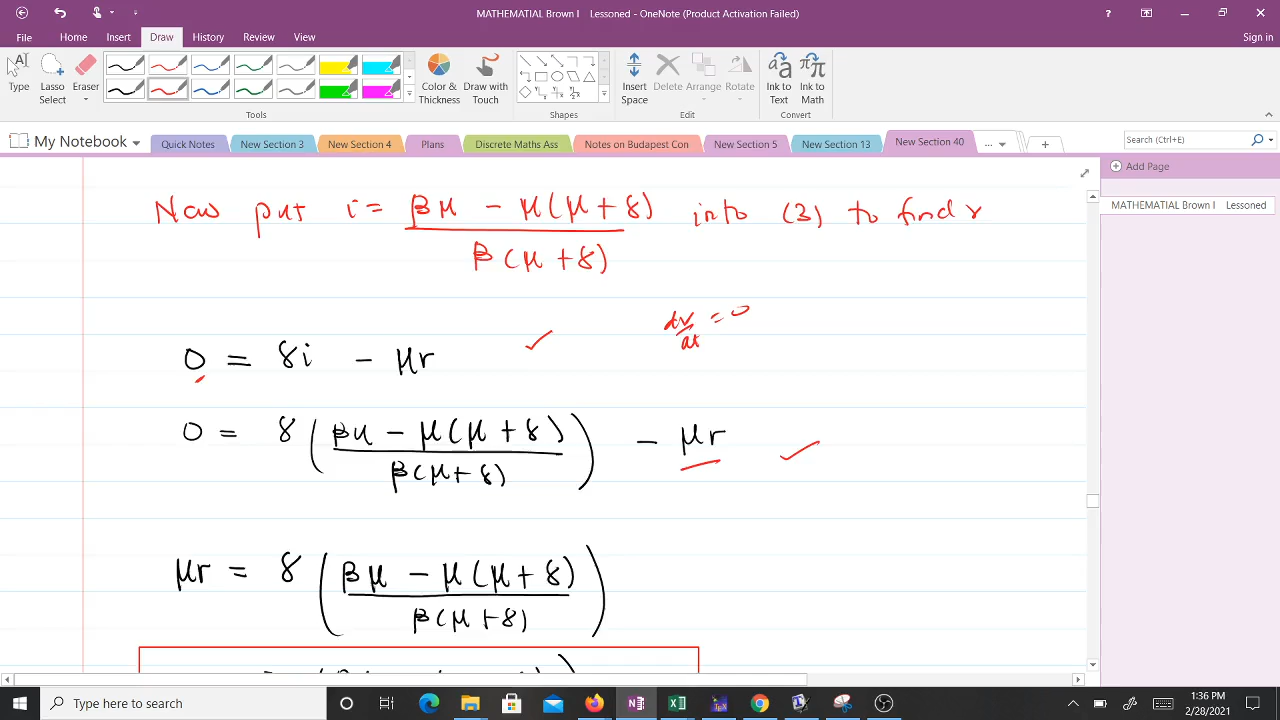 MATHEMATIAL Brown I    Lessoned - OneNote (Product Activation Failed)
File Home Insert Draw History Review View Sign in
Type Lasso Select Eraser Color & Thickness Draw with Touch Insert Space Delete Arrange Rotate Ink to Text Ink to Math
Tools Shapes Edit Convert
My Notebook Quick Notes New Section 3 New Section 4 Plans Discrete Maths Ass Notes on Budapest Con New Section 5 New Section 13 New Section 40 ... + Search (Ctrl+E)
Add Page
MATHEMATIAL Brown I    Lessoned
Now put i = βμ - μ(μ+γ) / β(μ+γ) into (3) to find r
dr/dt = 0
0 = γi - μr
0 = γ(βμ - μ(μ+γ) / β(μ+γ)) - μr
μr = γ(βμ - μ(μ+γ) / β(μ+γ))
Type here to search
1:36 PM
2/28/2021